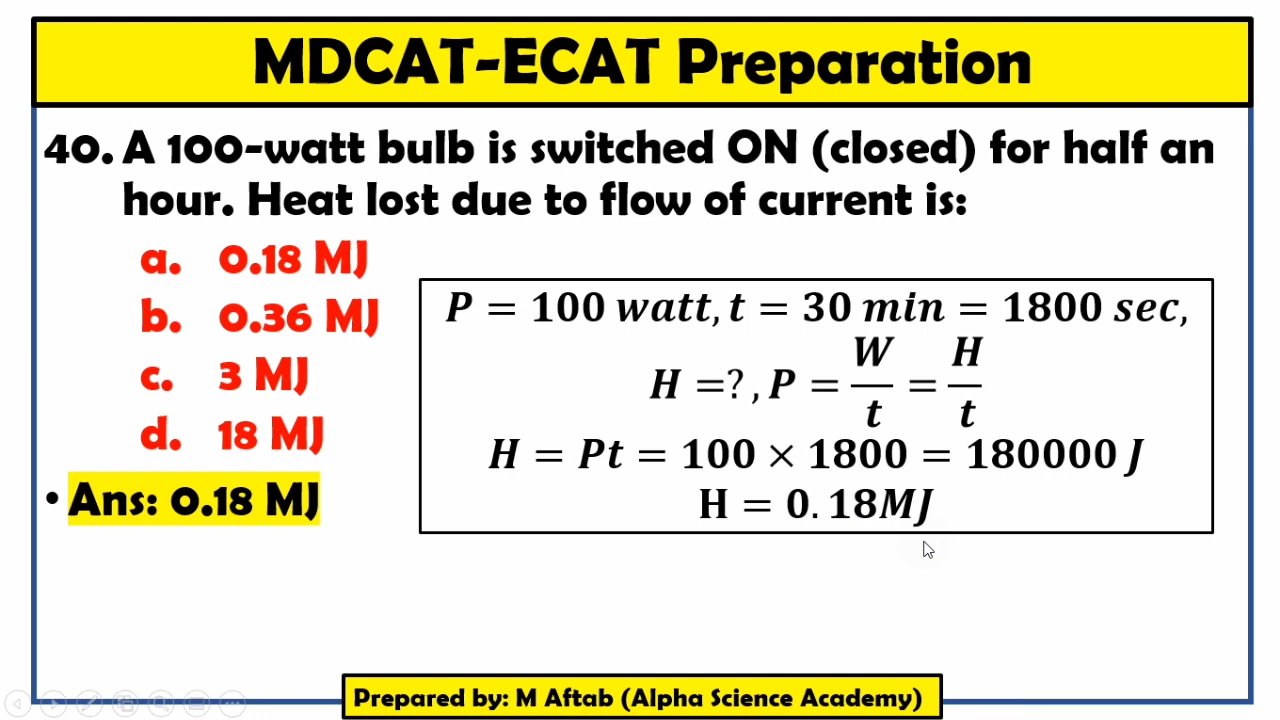 MDCAT-ECAT Preparation
40. A 100-watt bulb is switched ON (closed) for half an
hour. Heat lost due to flow of current is:
a. 0.18 MJ
b. 0.36 MJ
c. 3 MJ
d. 18 MJ
• Ans: 0.18 MJ
P = 100 watt, t = 30 min = 1800 sec,
H =? , P = W/t = H/t
H = Pt = 100 × 1800 = 180000 J
H = 0.18MJ
Prepared by: M Aftab (Alpha Science Academy)